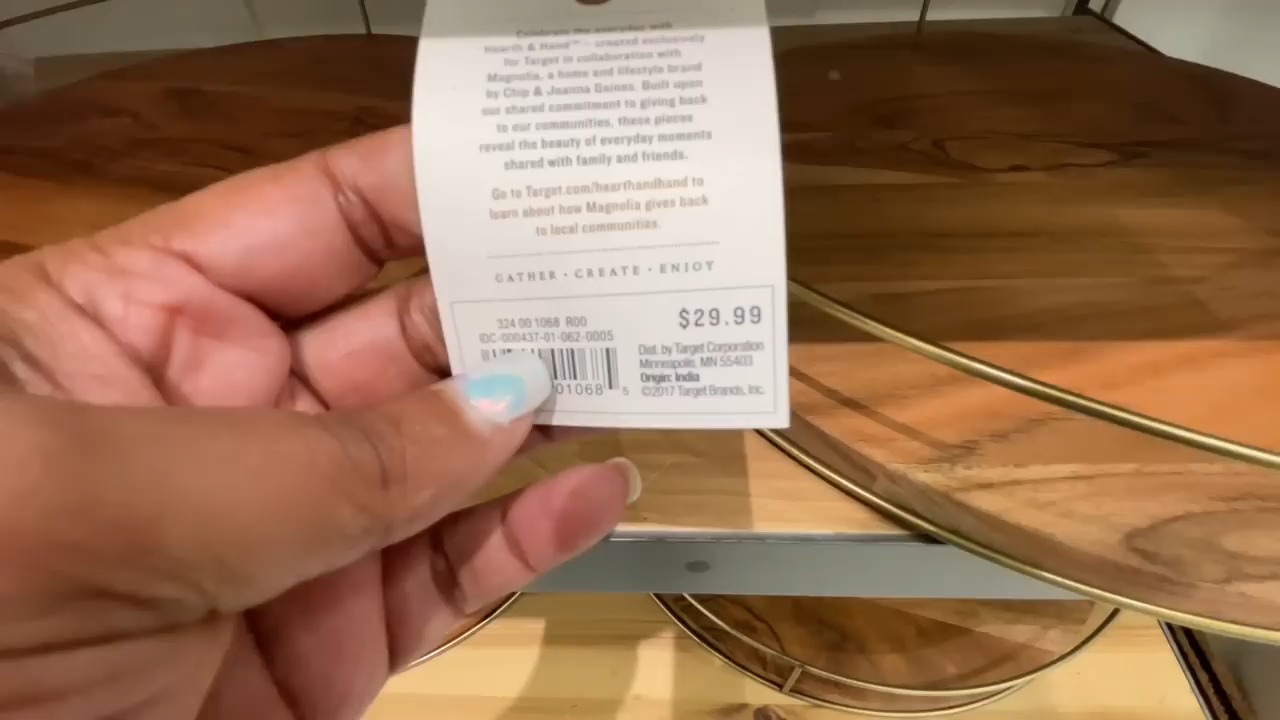 Celebrate the everyday with
Hearth & Hand™ - created exclusively
for Target in collaboration with
Magnolia, a home and lifestyle brand
by Chip & Joanna Gaines. Built upon
our shared commitment to giving back
to our communities, these pieces
reveal the beauty of everyday moments
shared with family and friends.
Go to Target.com/hearthandhand to
learn about how Magnolia gives back
to local communities.
GATHER · CREATE · ENJOY
324 00 1068 R00
IDC-000437-01-062-0005
01068 5
$29.99
Dist. by Target Corporation
Minneapolis, MN 55403
Origin: India
©2017 Target Brands, Inc.